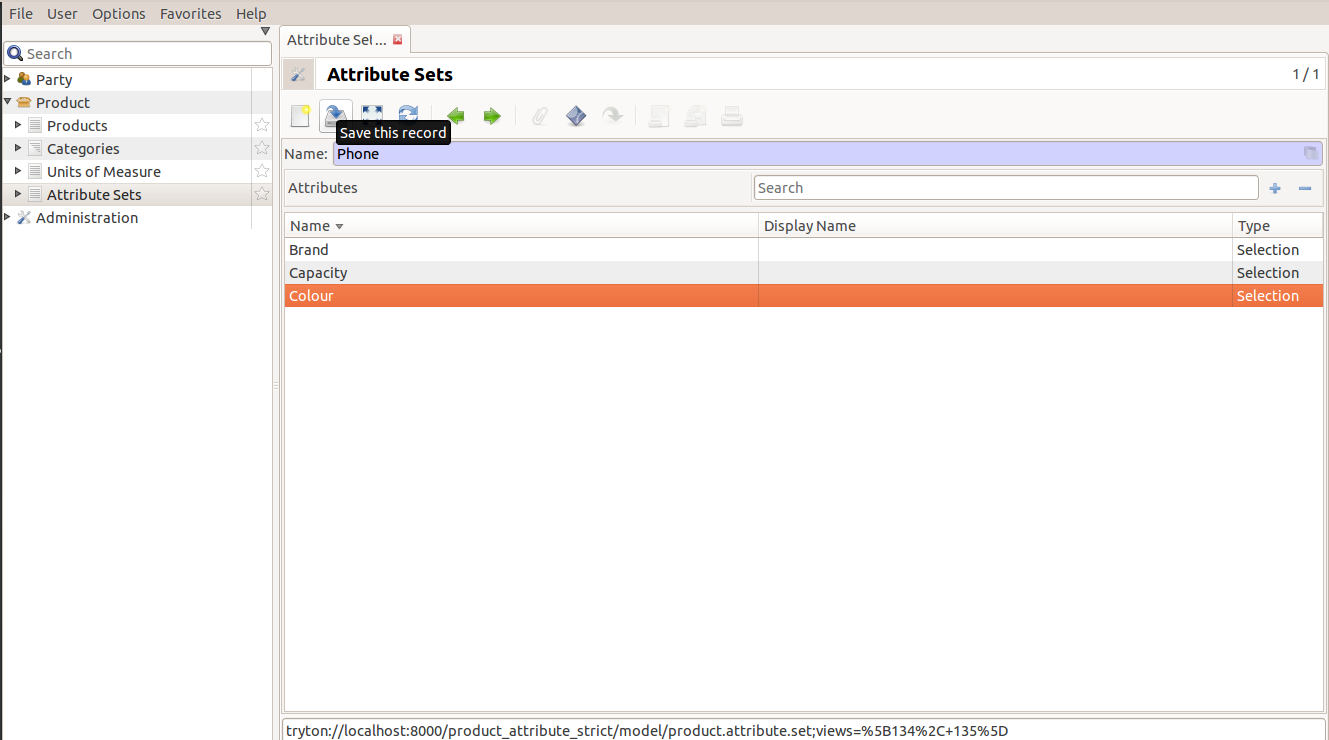 File User Options Favorites Help
Attribute Set...
Search
Attribute Sets
1 / 1
Party
Product
Products
Categories
Units of Measure
Attribute Sets
Administration
Save this record
Name: Phone
Attributes
Search
Name Display Name Type
Brand Selection
Capacity Selection
Colour Selection
tryton://localhost:8000/product_attribute_strict/model/product.attribute.set;views=%5B134%2C+135%5D